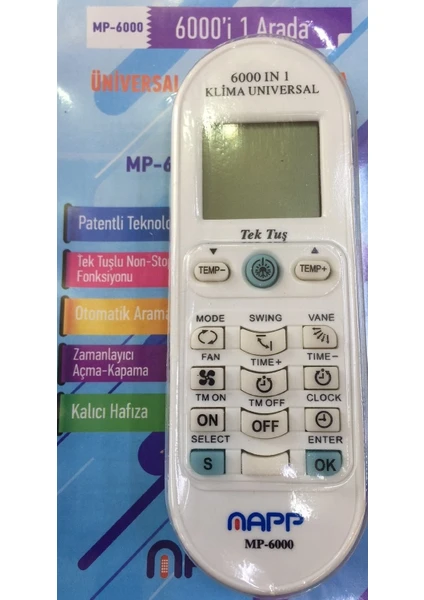 MP-6000 6000'i 1 Arada
ÜNİVERSAL
MP-6
Patentli Teknolo
Tek Tuşlu Non-Stop
Fonksiyonu
Otomatik Arama
Zamanlayıcı
Açma-Kapama
Kalıcı Hafıza
6000 IN 1
KLİMA UNIVERSAL
Tek Tuş
TEMP− TEMP+
MODE SWING VANE
FAN TIME+ TIME−
TM ON TM OFF CLOCK
ON OFF
SELECT ENTER
S OK
MAPP
MP-6000